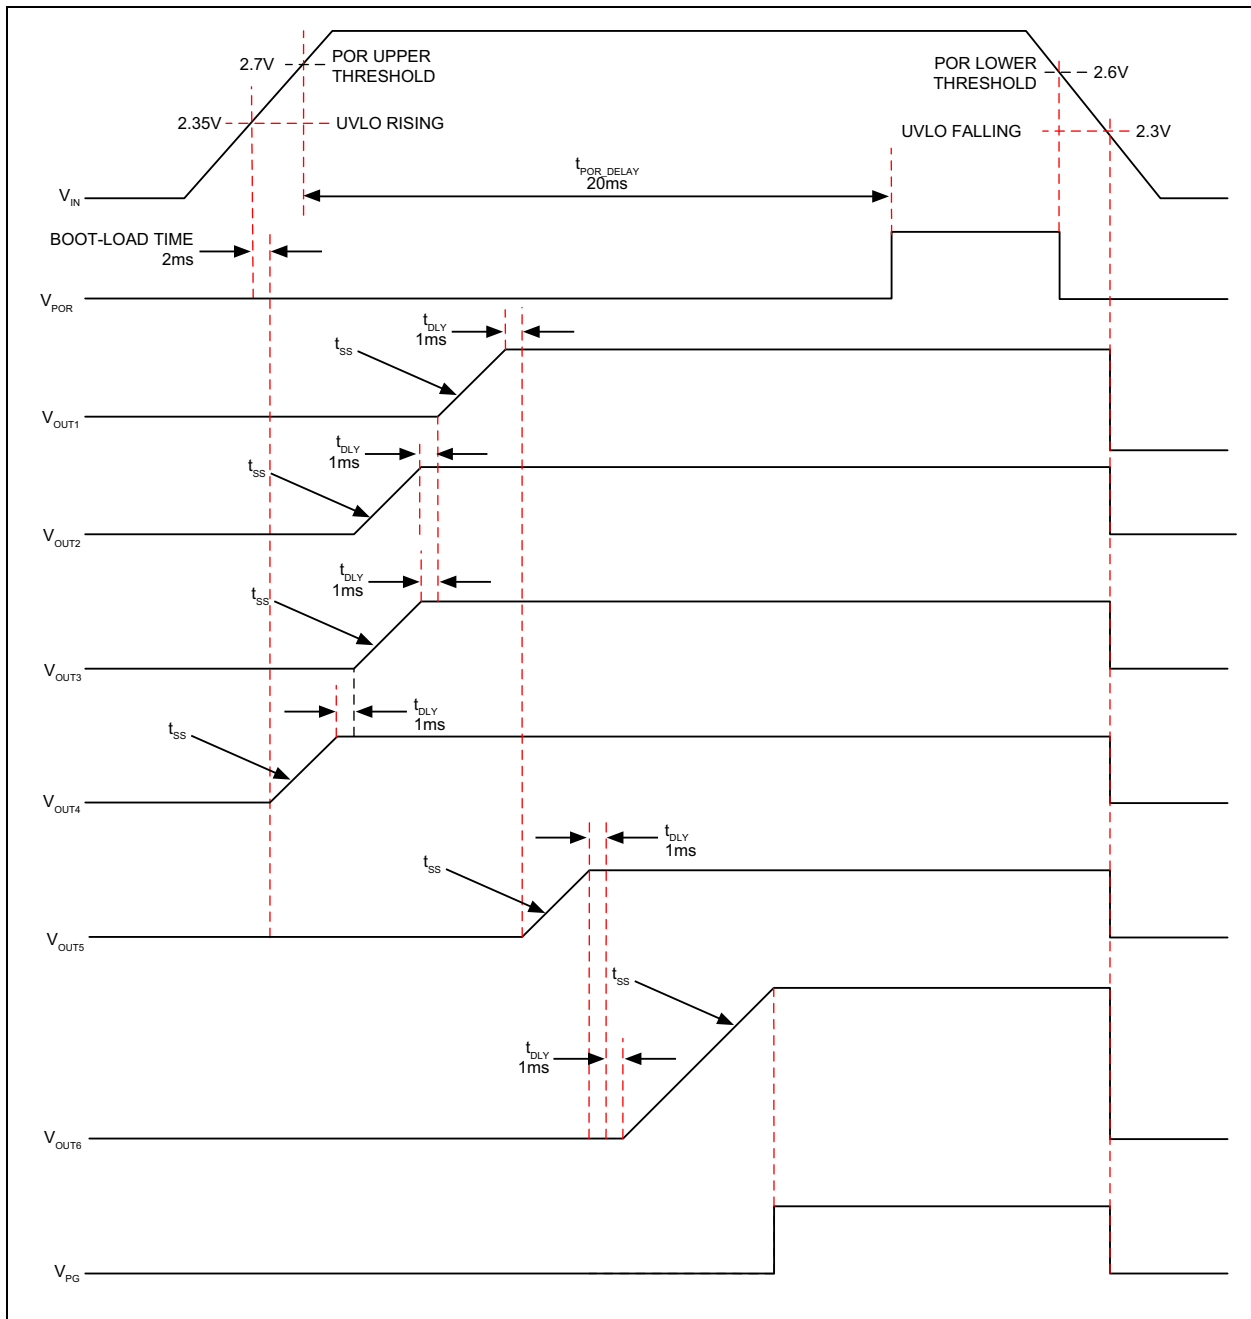 2.7V
POR UPPER
THRESHOLD
POR LOWER
THRESHOLD
2.6V
2.35V
UVLO RISING
UVLO FALLING
2.3V
tPOR_DELAY
20ms
VIN
BOOT-LOAD TIME
2ms
VPOR
tDLY
1ms
tSS
VOUT1
tDLY
1ms
tSS
VOUT2
tDLY
1ms
tSS
VOUT3
tDLY
1ms
tSS
VOUT4
tDLY
1ms
tSS
VOUT5
tSS
tDLY
1ms
VOUT6
VPG